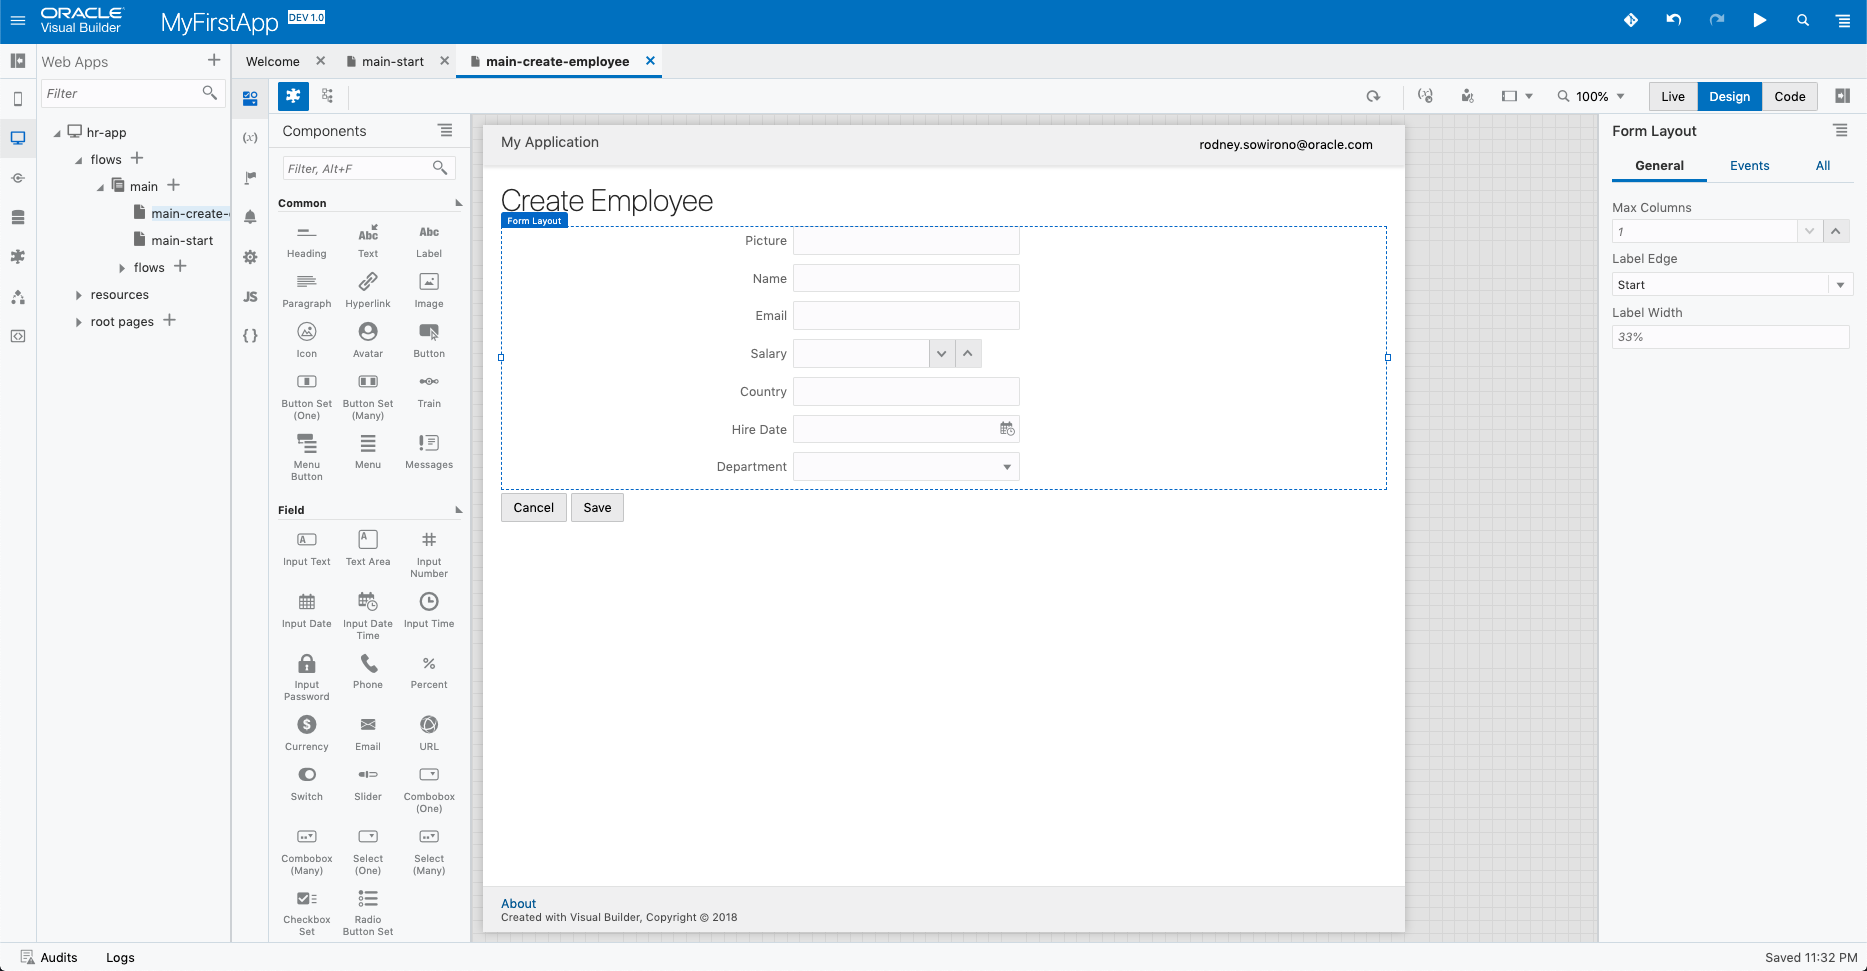 ORACLE
Visual Builder
MyFirstApp
DEV 1.0
Web Apps
Filter
hr-app
flows
main
main-create-
main-start
flows
resources
root pages
Welcome
main-start
main-create-employee
(x)
JS
{ }
100%
Live
Design
Code
Components
Filter, Alt+F
Common
Heading
Text
Label
Paragraph
Hyperlink
Image
Icon
Avatar
Button
Button Set (One)
Button Set (Many)
Train
Menu Button
Menu
Messages
Field
Input Text
Text Area
Input Number
Input Date
Input Date Time
Input Time
Input Password
Phone
Percent
Currency
Email
URL
Switch
Slider
Combobox (One)
Combobox (Many)
Select (One)
Select (Many)
Checkbox Set
Radio Button Set
My Application
rodney.sowirono@oracle.com
Create Employee
Form Layout
Picture
Name
Email
Salary
Country
Hire Date
Department
Cancel
Save
About
Created with Visual Builder, Copyright © 2018
Form Layout
General
Events
All
Max Columns
1
Label Edge
Start
Label Width
33%
Audits
Logs
Saved 11:32 PM